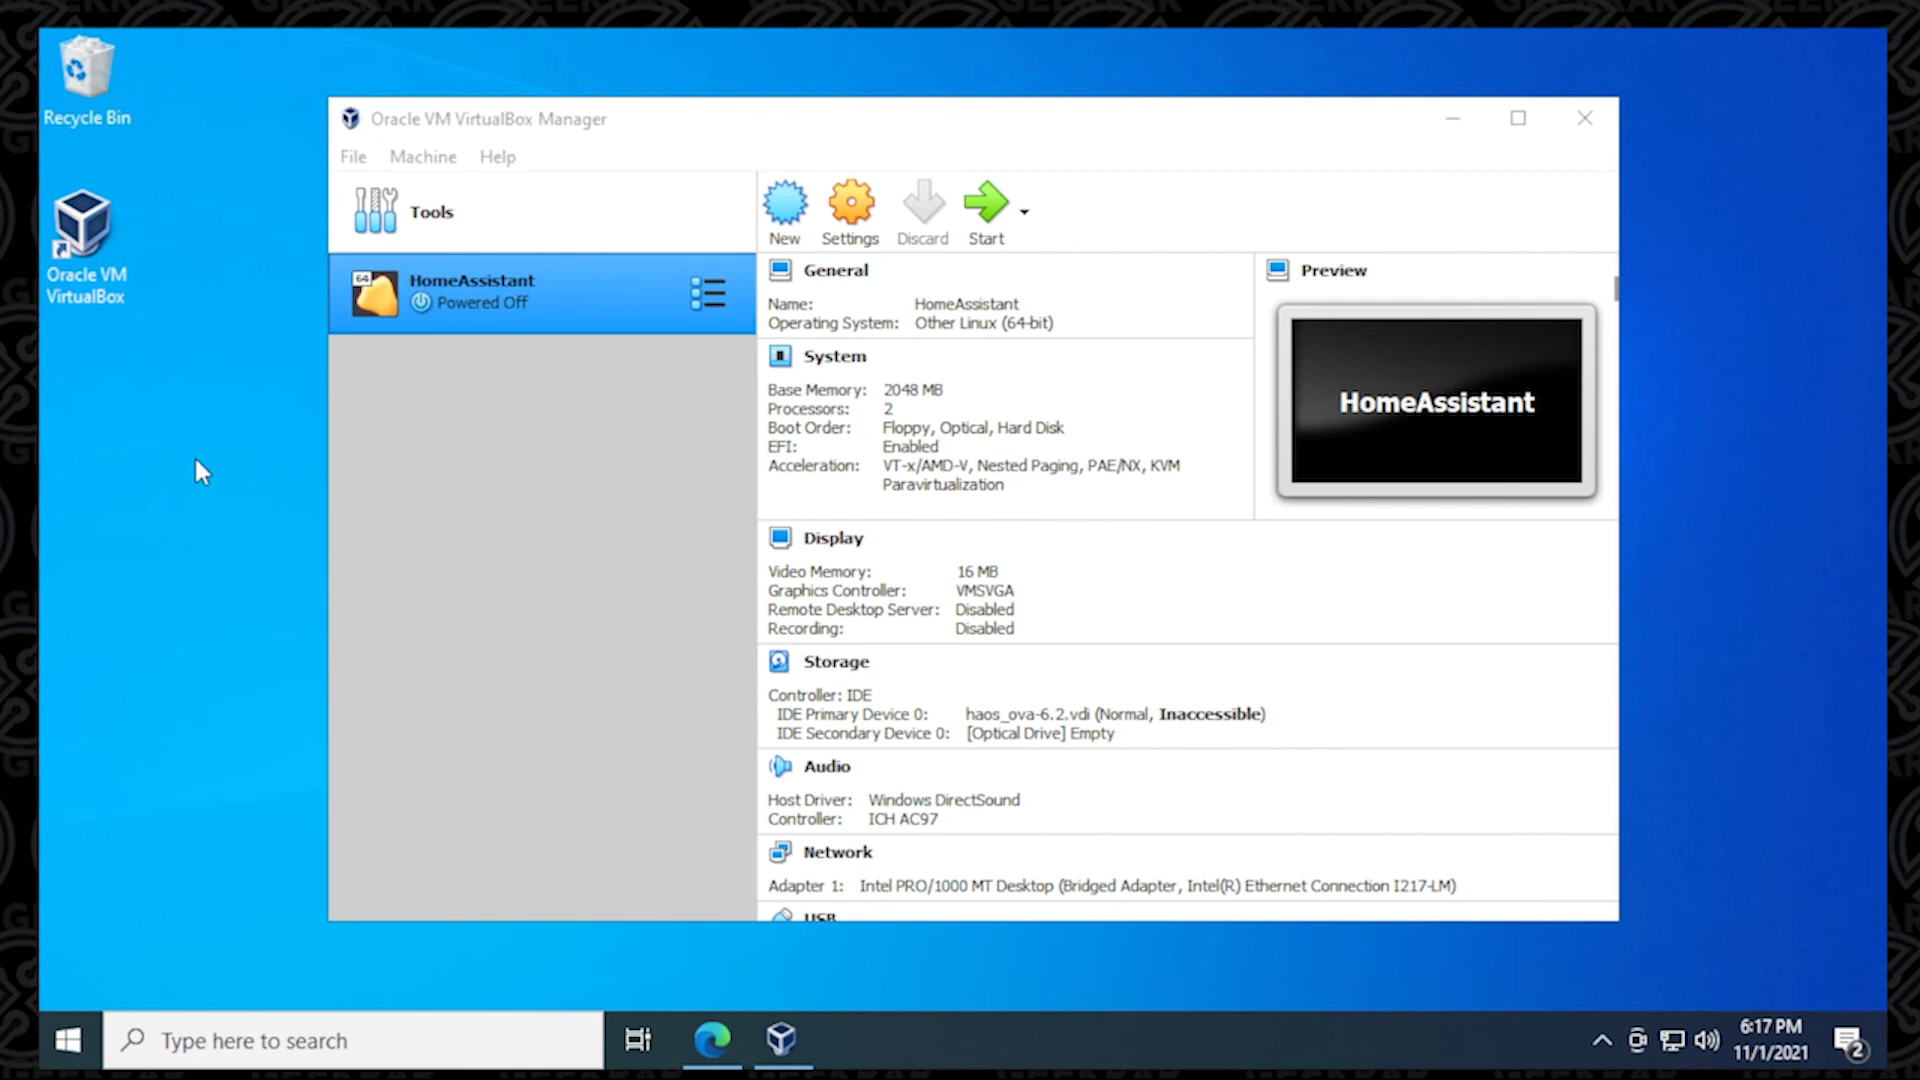 Recycle Bin
Oracle VM
VirtualBox
Oracle VM VirtualBox Manager
File Machine Help
Tools
New Settings Discard Start
64
HomeAssistant
Powered Off
General
Name: HomeAssistant
Operating System: Other Linux (64-bit)
System
Base Memory: 2048 MB
Processors: 2
Boot Order: Floppy, Optical, Hard Disk
EFI: Enabled
Acceleration: VT-x/AMD-V, Nested Paging, PAE/NX, KVM
Paravirtualization
Preview
HomeAssistant
Display
Video Memory: 16 MB
Graphics Controller: VMSVGA
Remote Desktop Server: Disabled
Recording: Disabled
Storage
Controller: IDE
IDE Primary Device 0: haos_ova-6.2.vdi (Normal, Inaccessible)
IDE Secondary Device 0: [Optical Drive] Empty
Audio
Host Driver: Windows DirectSound
Controller: ICH AC97
Network
Adapter 1: Intel PRO/1000 MT Desktop (Bridged Adapter, Intel(R) Ethernet Connection I217-LM)
USB
Type here to search
6:17 PM
11/1/2021
2